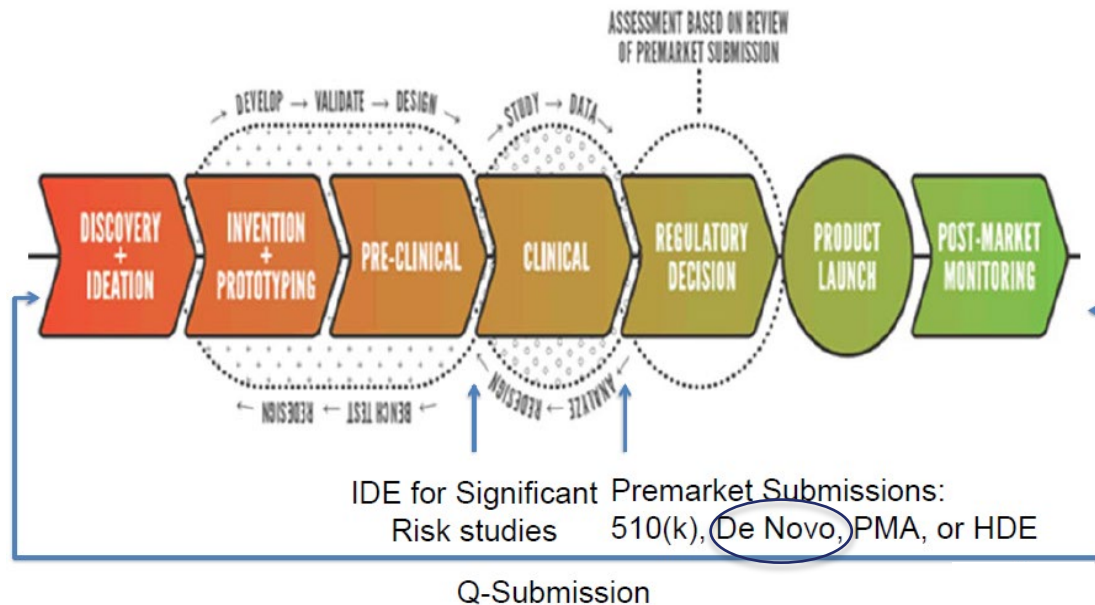 ASSESSMENT BASED ON REVIEW
OF PREMARKET SUBMISSION
→ DEVELOP → VALIDATE → DESIGN →
→ STUDY → DATA →
DISCOVERY
+
IDEATION
INVENTION
+
PROTOTYPING
PRE-CLINICAL
CLINICAL
REGULATORY
DECISION
PRODUCT
LAUNCH
POST-MARKET
MONITORING
← BENCH TEST ← REDESIGN ←
← ANALYZE ← REDESIGN ←
IDE for Significant
Risk studies
Premarket Submissions:
510(k), De Novo, PMA, or HDE
Q-Submission